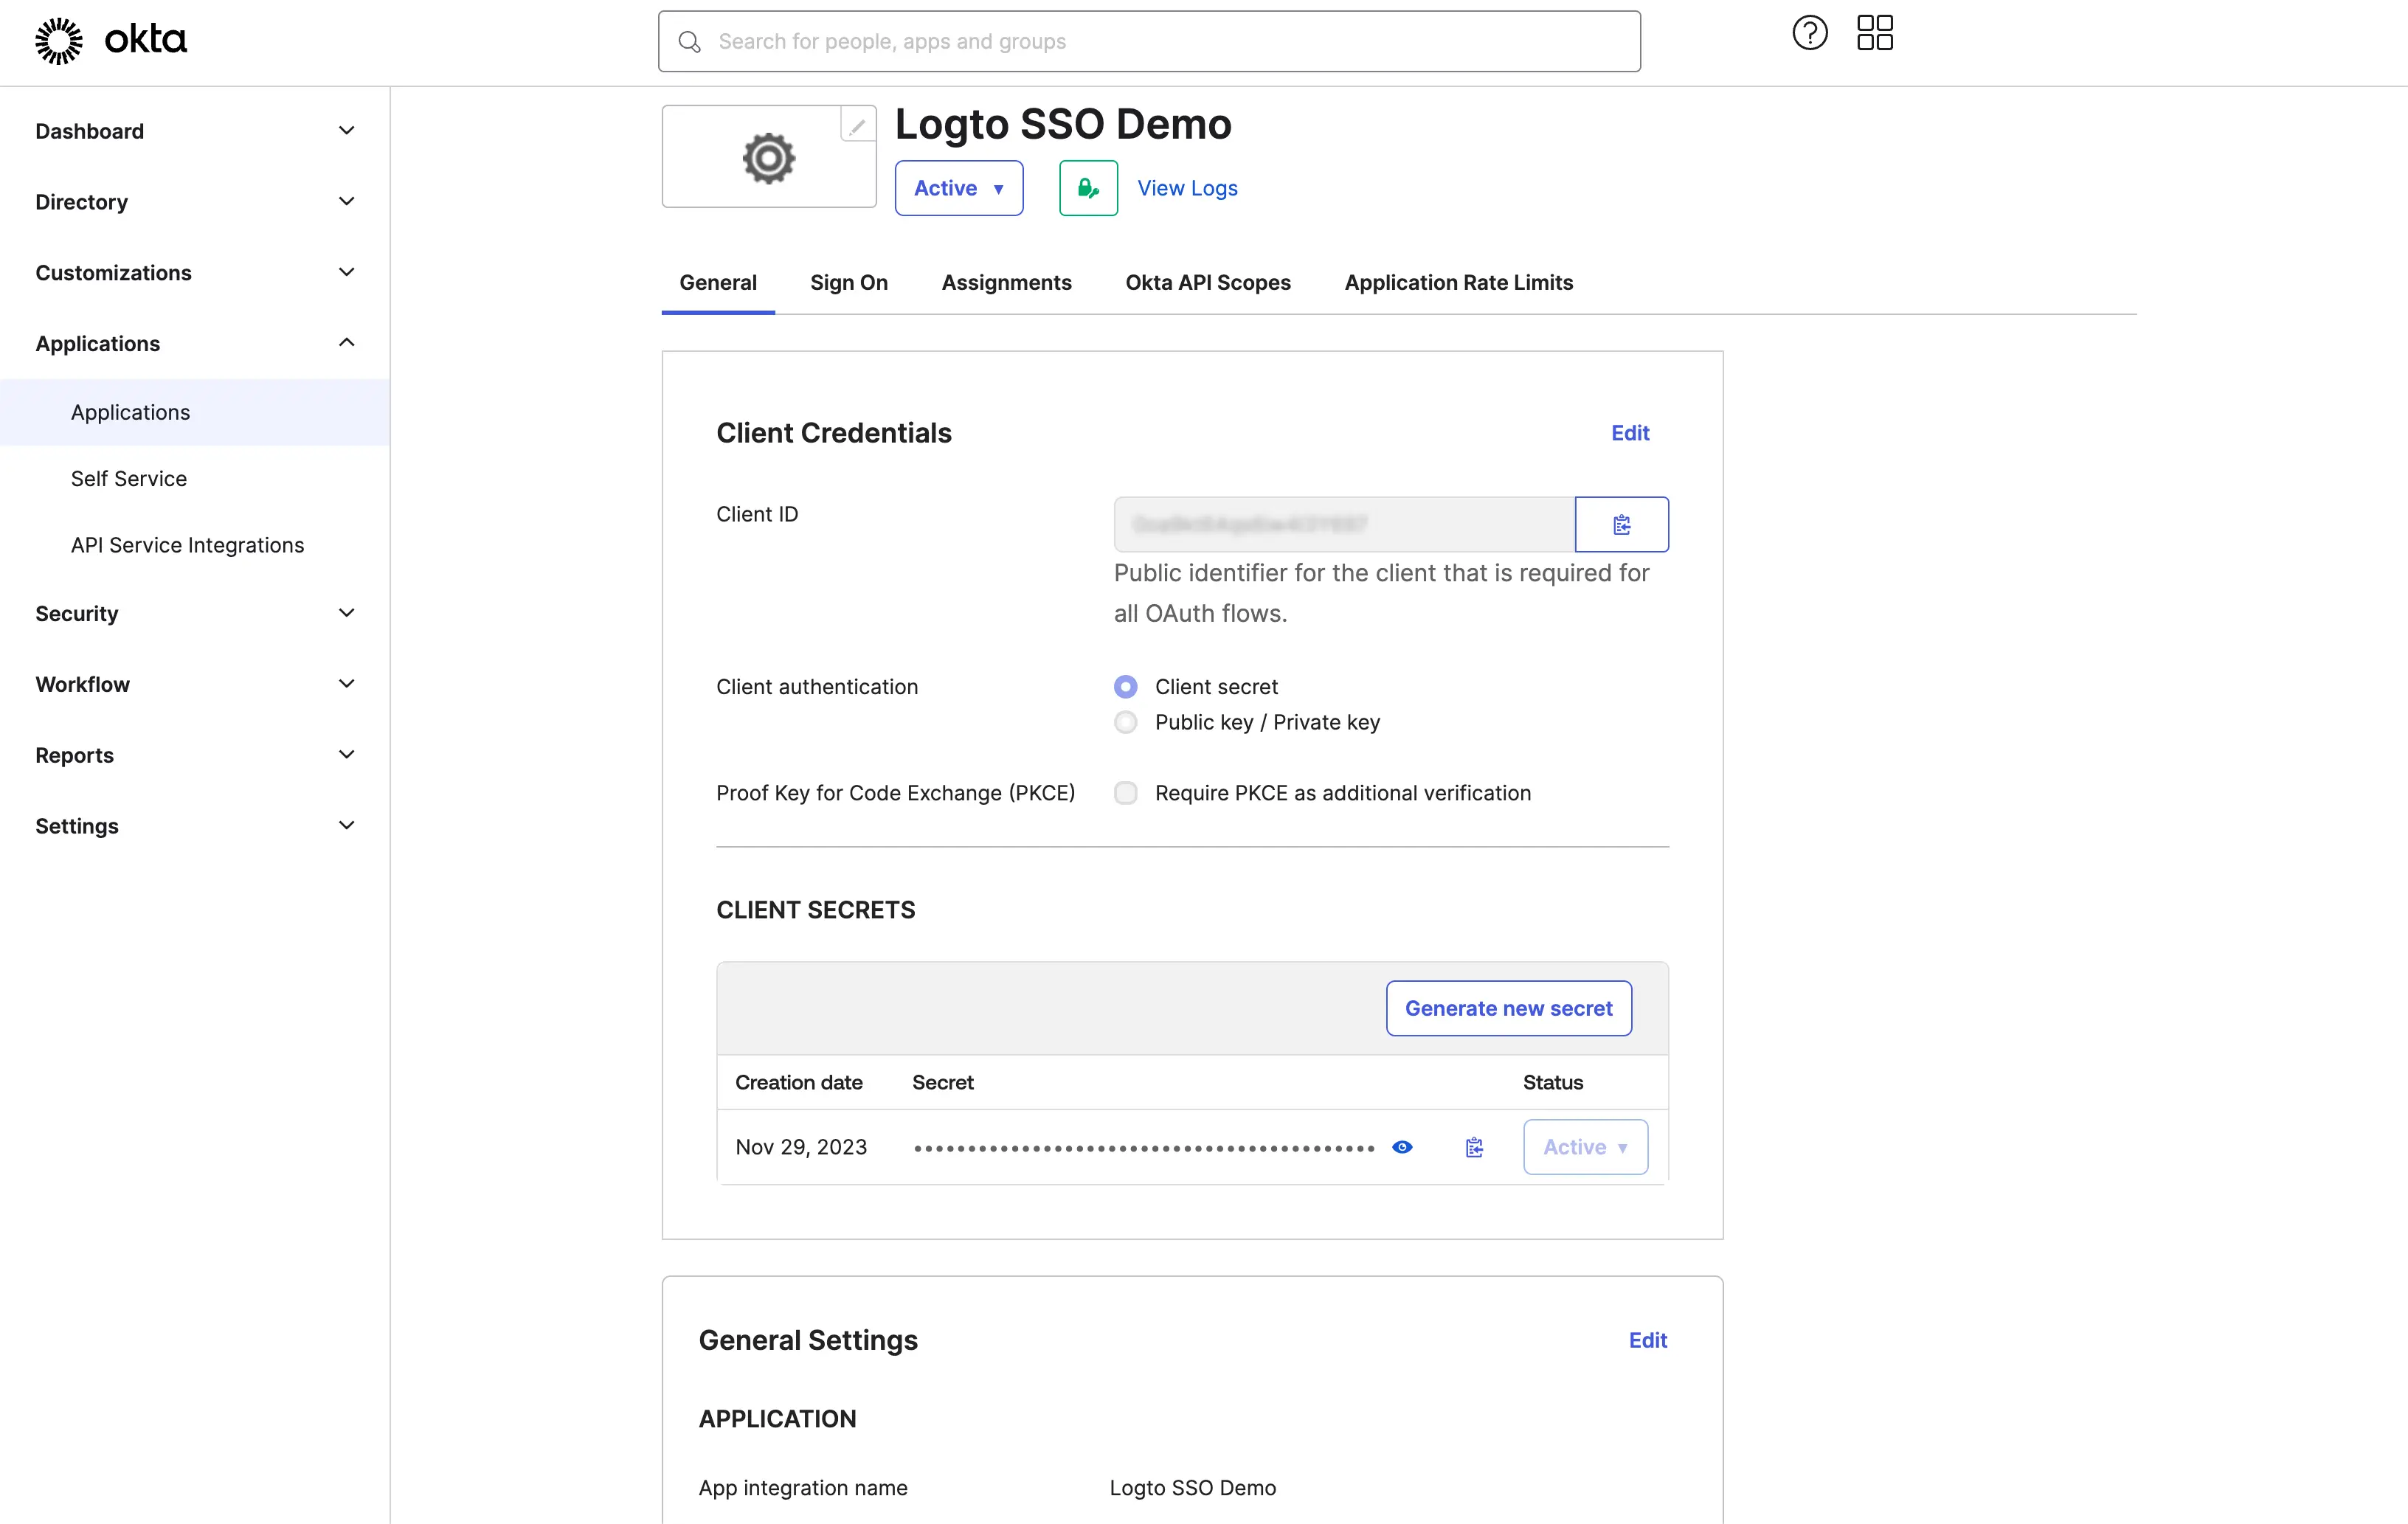 okta
Search for people, apps and groups
Dashboard
Directory
Customizations
Applications
Applications
Self Service
API Service Integrations
Security
Workflow
Reports
Settings
Logto SSO Demo
Active ▼
View Logs
General Sign On Assignments Okta API Scopes Application Rate Limits
Client Credentials Edit
Client ID
Public identifier for the client that is required for
all OAuth flows.
Client authentication Client secret
Public key / Private key
Proof Key for Code Exchange (PKCE) Require PKCE as additional verification
CLIENT SECRETS
Generate new secret
Creation date Secret Status
Nov 29, 2023 Active ▼
General Settings Edit
APPLICATION
App integration name Logto SSO Demo